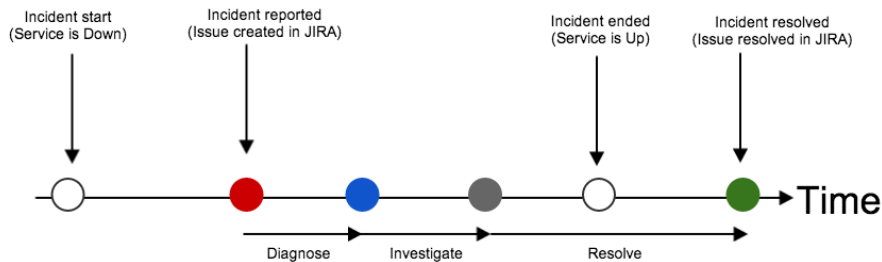 Incident start
(Service is Down)
Incident reported
(Issue created in JIRA)
Incident ended
(Service is Up)
Incident resolved
(Issue resolved in JIRA)
Time
Diagnose
Investigate
Resolve